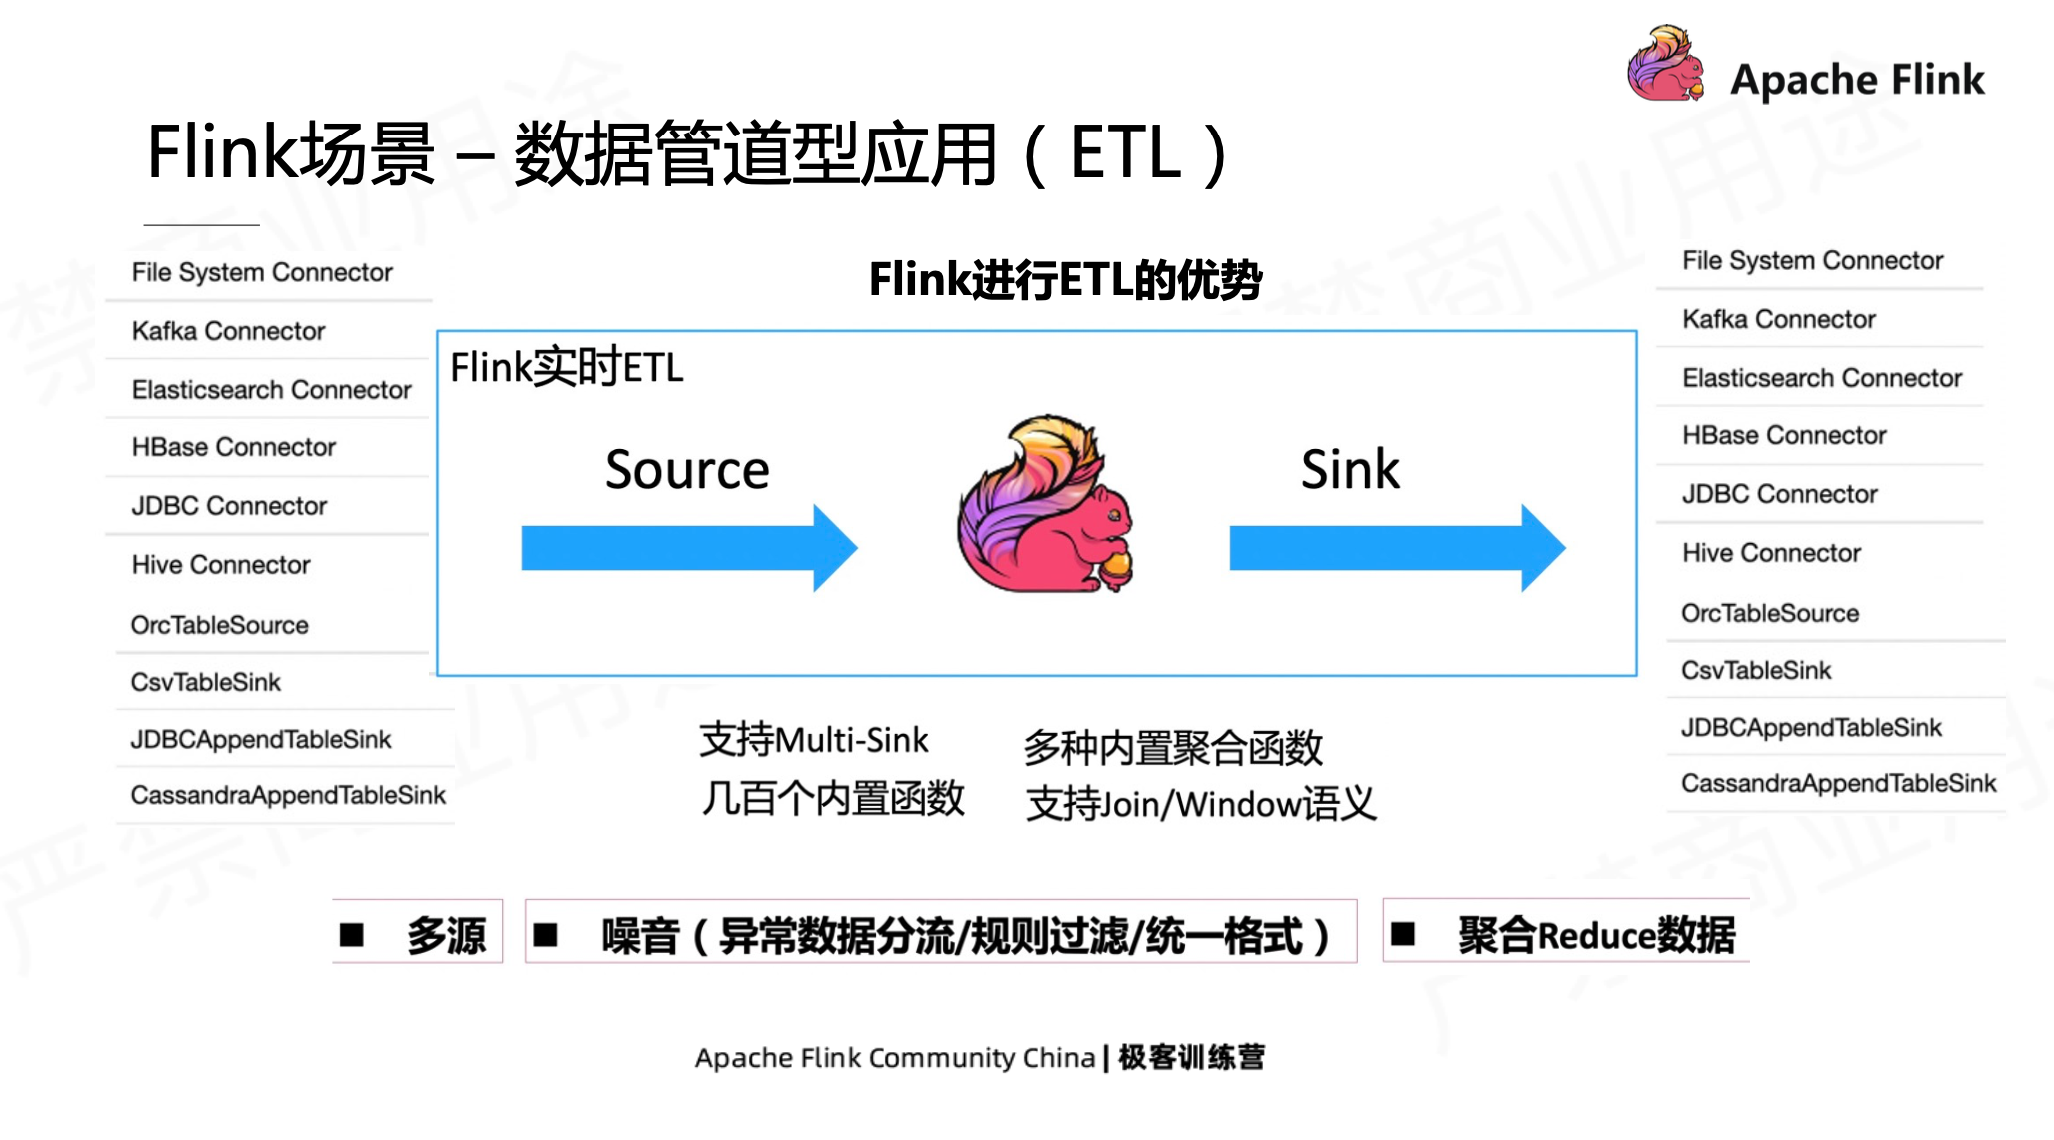 Apache Flink
Flink场景 – 数据管道型应用（ETL）
Flink进行ETL的优势
File System Connector
Kafka Connector
Elasticsearch Connector
HBase Connector
JDBC Connector
Hive Connector
OrcTableSource
CsvTableSink
JDBCAppendTableSink
CassandraAppendTableSink
Flink实时ETL
Source
Sink
File System Connector
Kafka Connector
Elasticsearch Connector
HBase Connector
JDBC Connector
Hive Connector
OrcTableSource
CsvTableSink
JDBCAppendTableSink
CassandraAppendTableSink
支持Multi-Sink
几百个内置函数
多种内置聚合函数
支持Join/Window语义
■ 多源
■ 噪音（异常数据分流/规则过滤/统一格式）
■ 聚合Reduce数据
Apache Flink Community China | 极客训练营
严禁商业用途